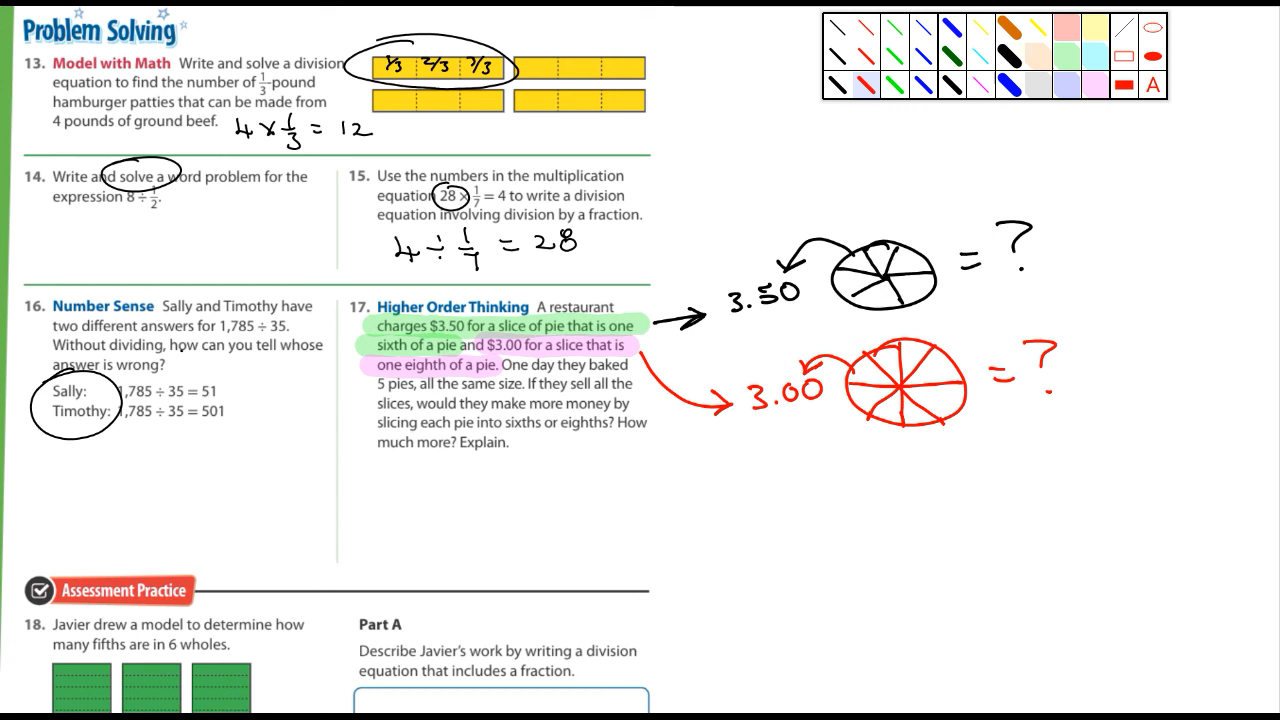 Problem Solving
13. Model with Math Write and solve a division
equation to find the number of 1/3-pound
hamburger patties that can be made from
4 pounds of ground beef.
1/3 2/3 3/3
4 × 1/3 = 12
14. Write and solve a word problem for the
expression 8 ÷ 1/2.
15. Use the numbers in the multiplication
equation 28 × 1/7 = 4 to write a division
equation involving division by a fraction.
4 ÷ 1/7 = 28
16. Number Sense Sally and Timothy have
two different answers for 1,785 ÷ 35.
Without dividing, how can you tell whose
answer is wrong?
Sally: 1,785 ÷ 35 = 51
Timothy: 1,785 ÷ 35 = 501
17. Higher Order Thinking A restaurant
charges $3.50 for a slice of pie that is one
sixth of a pie and $3.00 for a slice that is
one eighth of a pie. One day they baked
5 pies, all the same size. If they sell all the
slices, would they make more money by
slicing each pie into sixths or eighths? How
much more? Explain.
3.50 = ?
3.00 = ?
Assessment Practice
18. Javier drew a model to determine how
many fifths are in 6 wholes.
Part A
Describe Javier's work by writing a division
equation that includes a fraction.
A